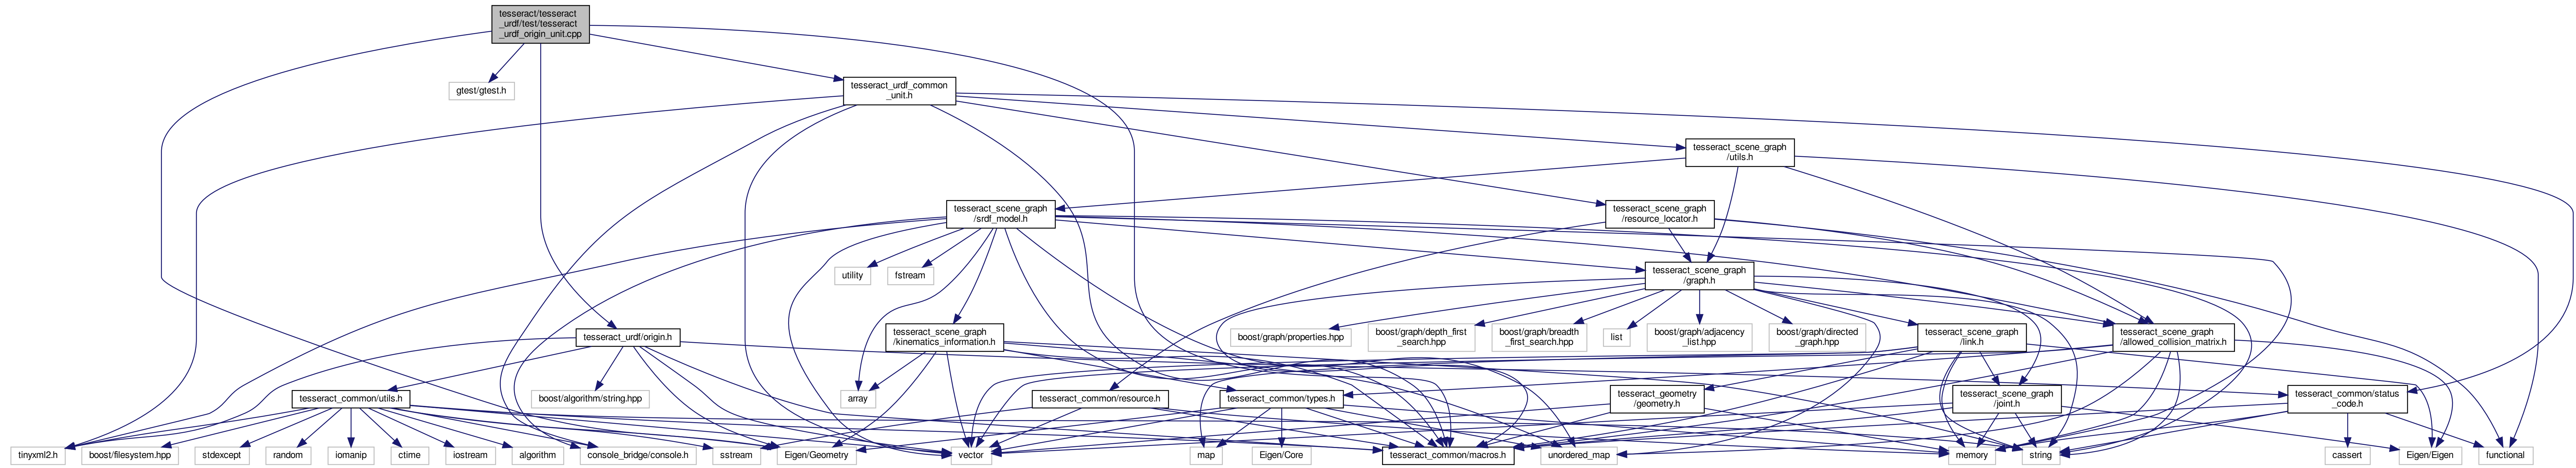 tesseract/tesseract
_urdf/test/tesseract
_urdf_origin_unit.cpp
gtest/gtest.h
tesseract_urdf_common
_unit.h
tesseract_scene_graph
/utils.h
tesseract_scene_graph
/srdf_model.h
tesseract_scene_graph
/resource_locator.h
utility
fstream
tesseract_scene_graph
/graph.h
tesseract_urdf/origin.h
tesseract_scene_graph
/kinematics_information.h
boost/graph/properties.hpp
boost/graph/depth_first
_search.hpp
boost/graph/breadth
_first_search.hpp
list
boost/graph/adjacency
_list.hpp
boost/graph/directed
_graph.hpp
tesseract_scene_graph
/link.h
tesseract_scene_graph
/allowed_collision_matrix.h
tesseract_common/utils.h
boost/algorithm/string.hpp
array
tesseract_common/resource.h
tesseract_common/types.h
tesseract_geometry
/geometry.h
tesseract_scene_graph
/joint.h
tesseract_common/status
_code.h
tinyxml2.h
boost/filesystem.hpp
stdexcept
random
iomanip
ctime
iostream
algorithm
console_bridge/console.h
sstream
Eigen/Geometry
vector
map
Eigen/Core
tesseract_common/macros.h
unordered_map
memory
string
cassert
Eigen/Eigen
functional